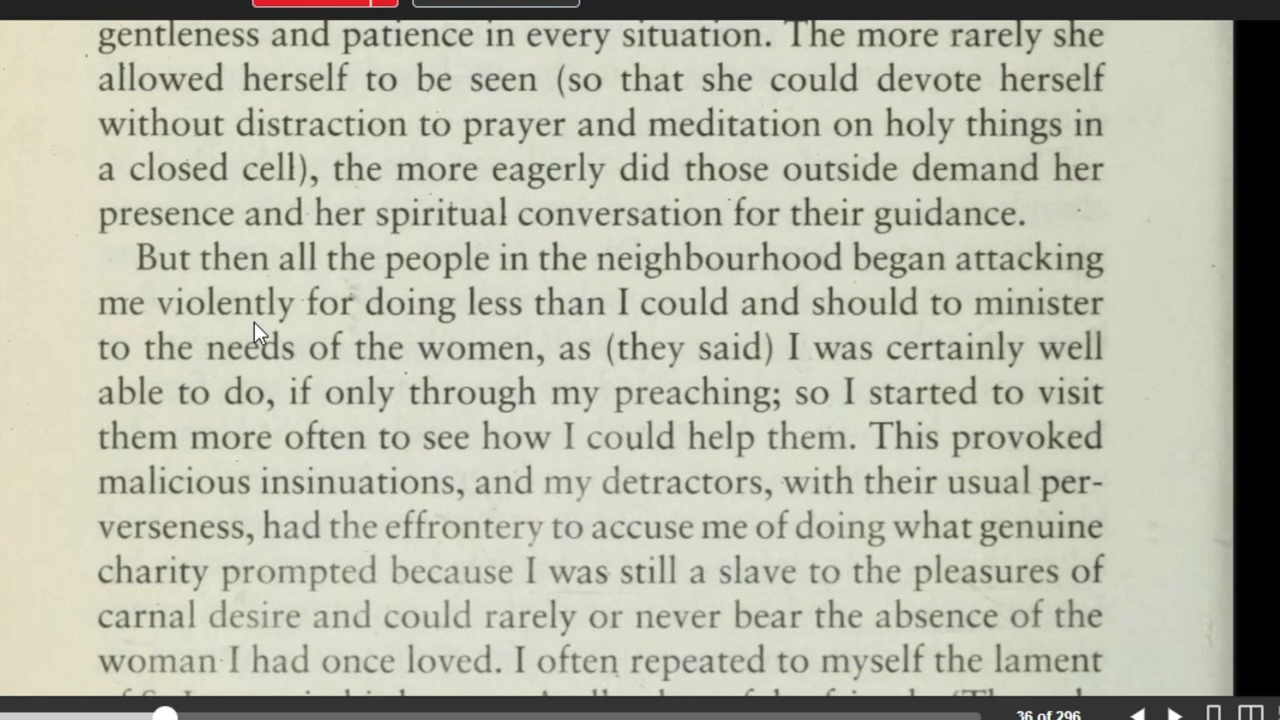 gentleness and patience in every situation. The more rarely she
allowed herself to be seen (so that she could devote herself
without distraction to prayer and meditation on holy things in
a closed cell), the more eagerly did those outside demand her
presence and her spiritual conversation for their guidance.
But then all the people in the neighbourhood began attacking
me violently for doing less than I could and should to minister
to the needs of the women, as (they said) I was certainly well
able to do, if only through my preaching; so I started to visit
them more often to see how I could help them. This provoked
malicious insinuations, and my detractors, with their usual per-
verseness, had the effrontery to accuse me of doing what genuine
charity prompted because I was still a slave to the pleasures of
carnal desire and could rarely or never bear the absence of the
woman I had once loved. I often repeated to myself the lament
36 of 296